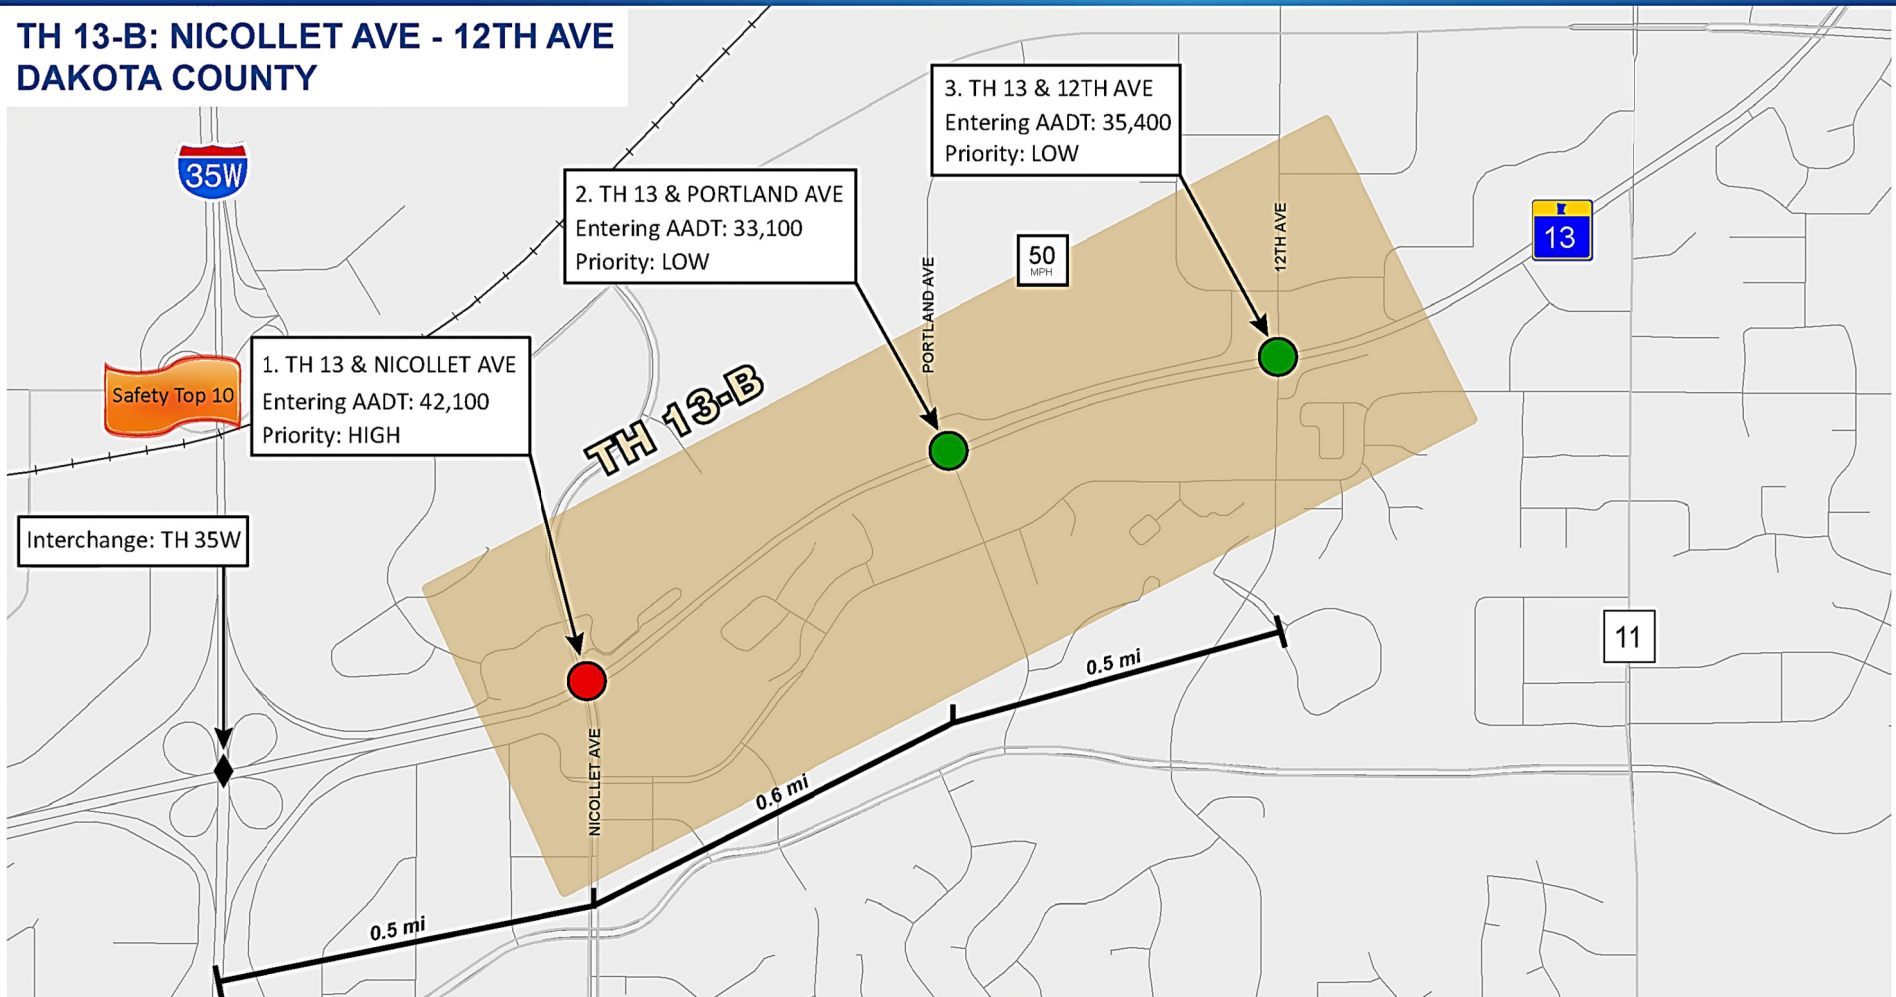 TH 13-B: NICOLLET AVE - 12TH AVE
DAKOTA COUNTY
35W
3. TH 13 & 12TH AVE
Entering AADT: 35,400
Priority: LOW
2. TH 13 & PORTLAND AVE
Entering AADT: 33,100
Priority: LOW
50
MPH
13
12TH AVE
PORTLAND AVE
1. TH 13 & NICOLLET AVE
Entering AADT: 42,100
Priority: HIGH
Safety Top 10
TH 13-B
Interchange: TH 35W
11
NICOLLET AVE
0.5 mi
0.6 mi
0.5 mi